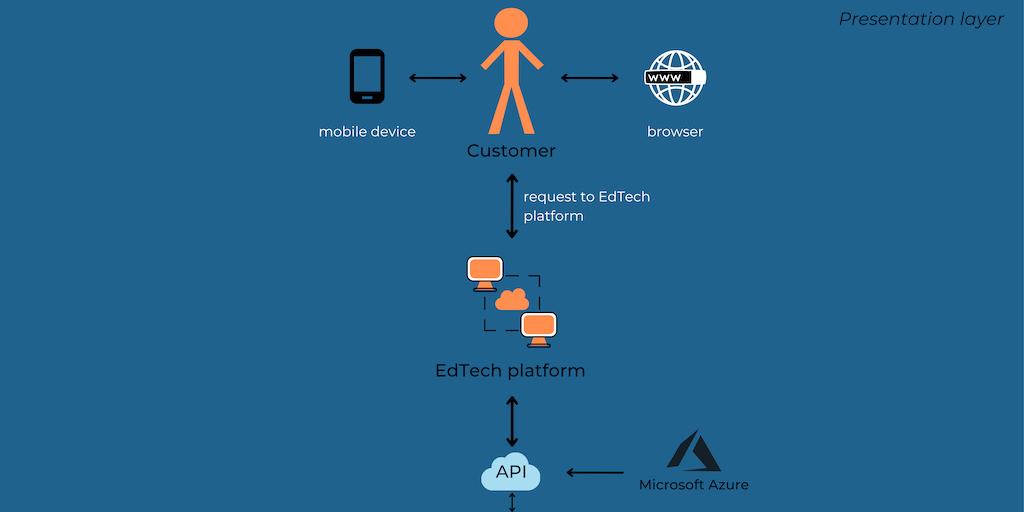 Presentation layer
www
mobile device
browser
Customer
request to EdTech
platform
EdTech platform
API
Microsoft Azure